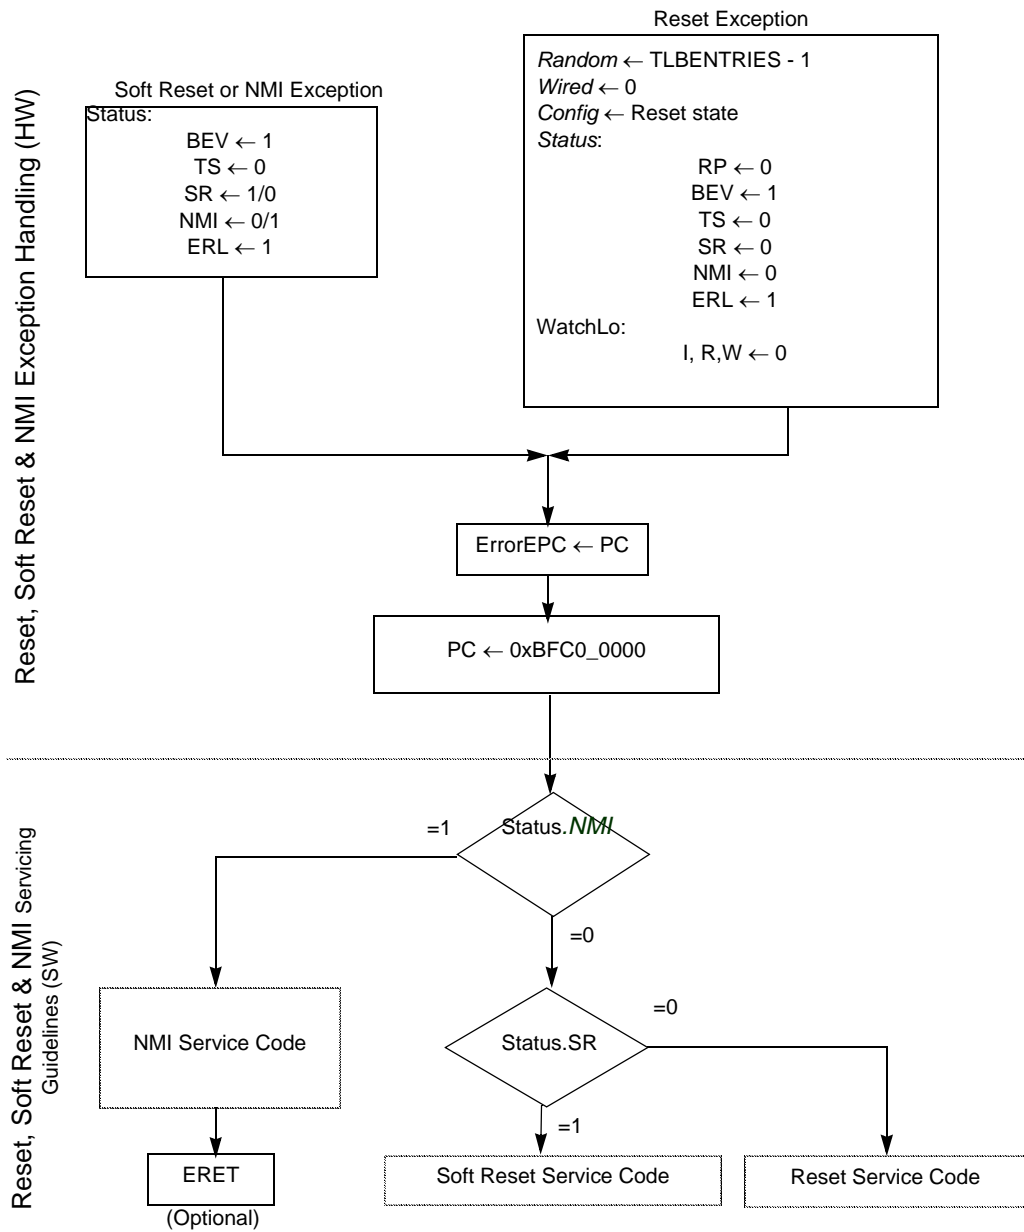 Reset Exception
Random ← TLBENTRIES - 1
Wired ← 0
Config ← Reset state
Status:
RP ← 0
BEV ← 1
TS ← 0
SR ← 0
NMI ← 0
ERL ← 1
WatchLo:
I, R,W ← 0
Soft Reset or NMI Exception
Status:
BEV ← 1
TS ← 0
SR ← 1/0
NMI ← 0/1
ERL ← 1
Reset, Soft Reset & NMI Exception Handling (HW)
ErrorEPC ← PC
PC ← 0xBFC0_0000
Reset, Soft Reset & NMI Servicing
Guidelines (SW)
Status.NMI
=1
=0
NMI Service Code
Status.SR
=0
=1
ERET
(Optional)
Soft Reset Service Code
Reset Service Code